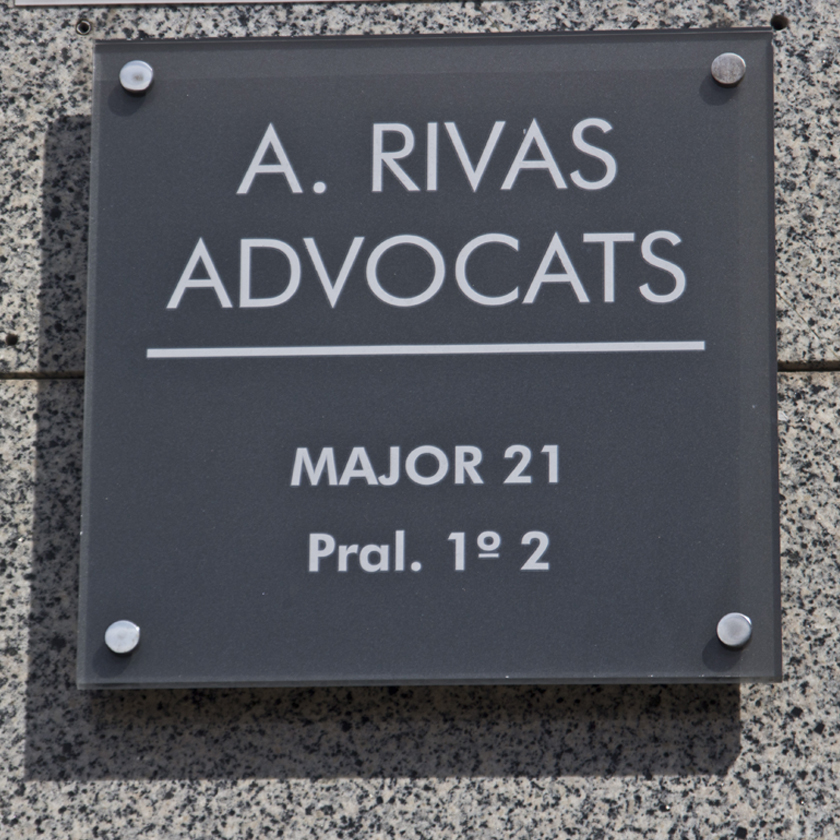 A. RIVAS
ADVOCATS
MAJOR 21
Pral. 1º 2